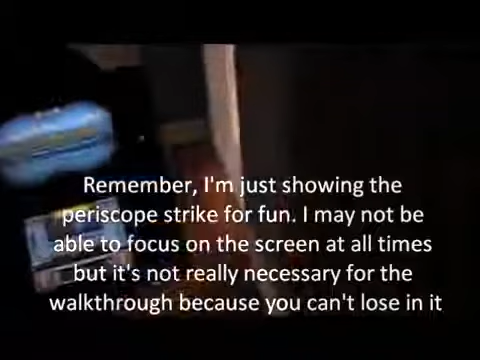 Remember, I'm just showing the
periscope strike for fun. I may not be
able to focus on the screen at all times
but it's not really necessary for the
walkthrough because you can't lose in it